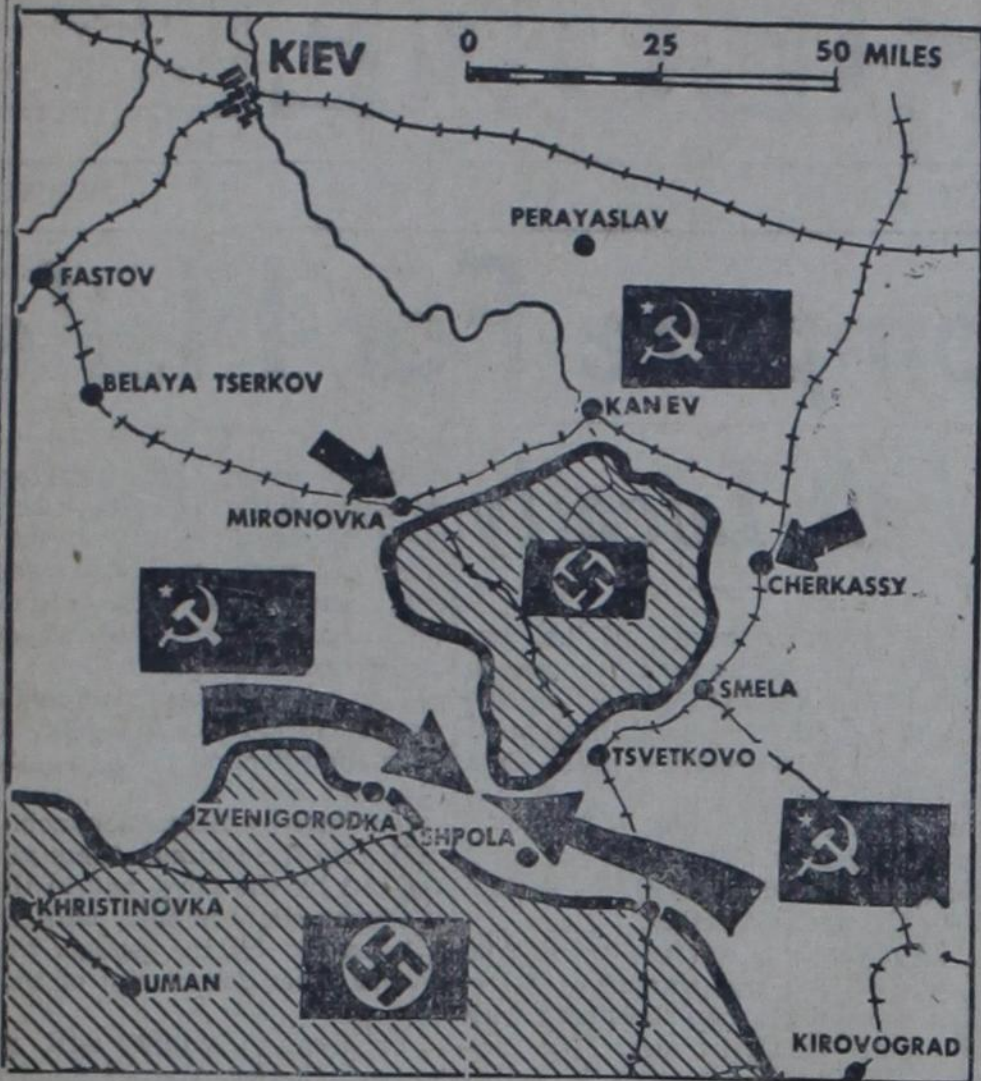 KIEV
0 25 50 MILES
PERAYASLAV
FASTOV
BELAYA TSERKOV
KANEV
MIRONOVKA
CHERKASSY
SMELA
TSVETKOVO
ZVENIGORODKA
SHPOLA
KHRISTINOVKA
UMAN
KIROVOGRAD